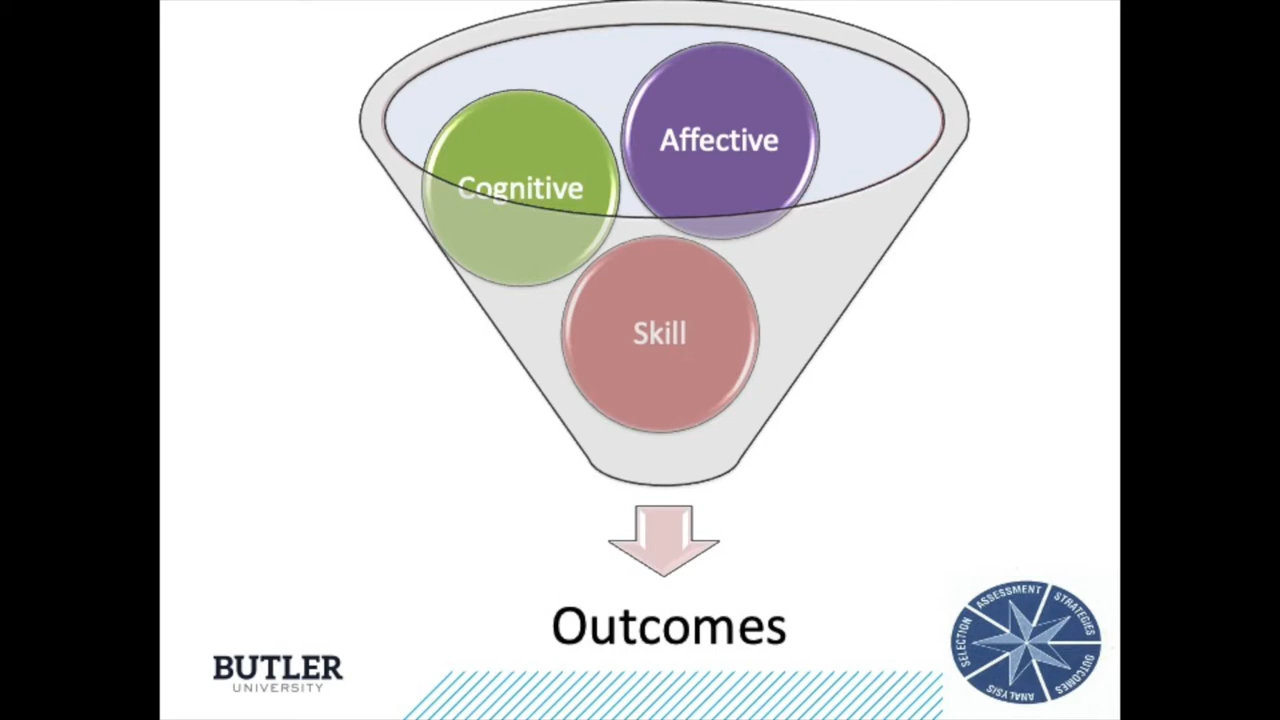 Affective
Cognitive
Skill
Outcomes
BUTLER
UNIVERSITY
ASSESSMENT
STRATEGIES
OUTCOMES
ANALYSIS
SELECTION